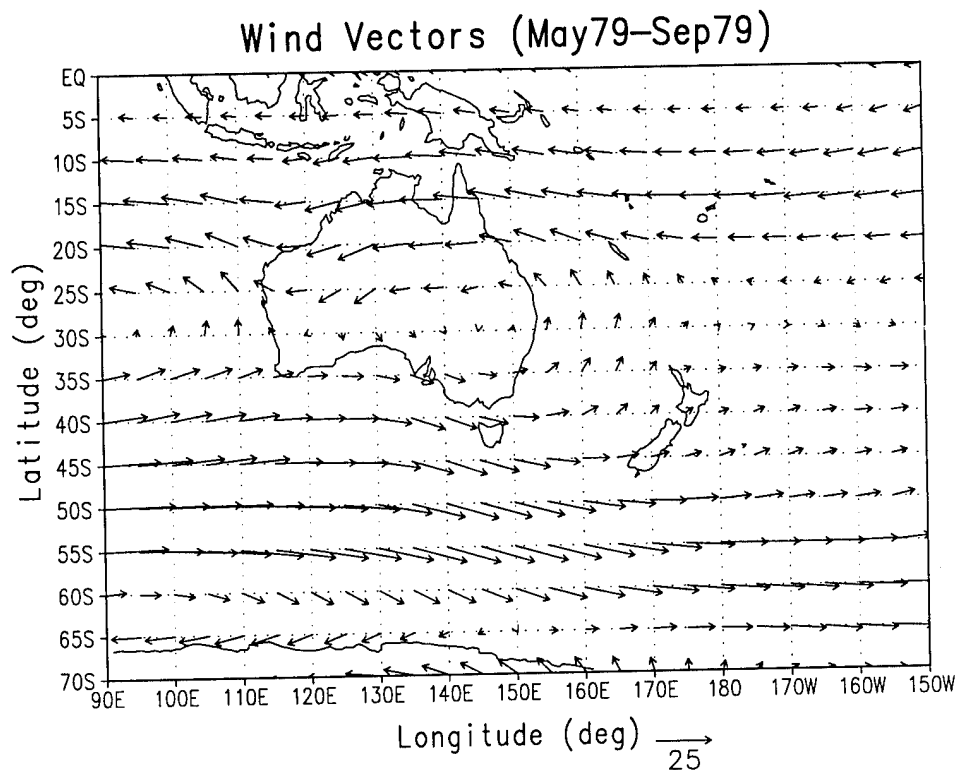 Wind Vectors (May79–Sep79)
EQ
5S
10S
15S
20S
25S
30S
35S
40S
45S
50S
55S
60S
65S
70S
Latitude (deg)
90E 100E 110E 120E 130E 140E 150E 160E 170E 180 170W 160W 150W
Longitude (deg)
25